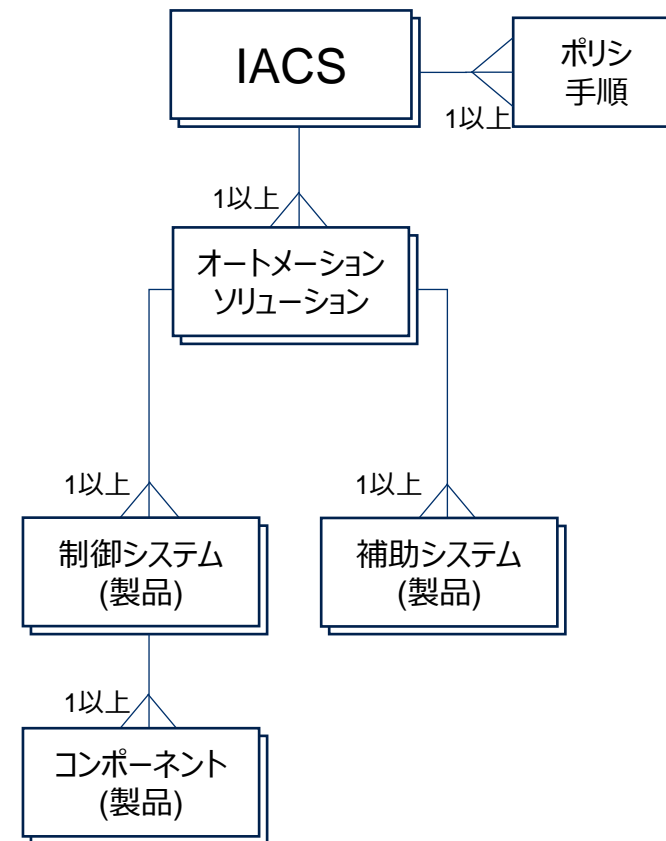 IACS
ポリシ
手順
1以上
1以上
オートメーション
ソリューション
1以上
1以上
制御システム
(製品)
補助システム
(製品)
1以上
コンポーネント
(製品)